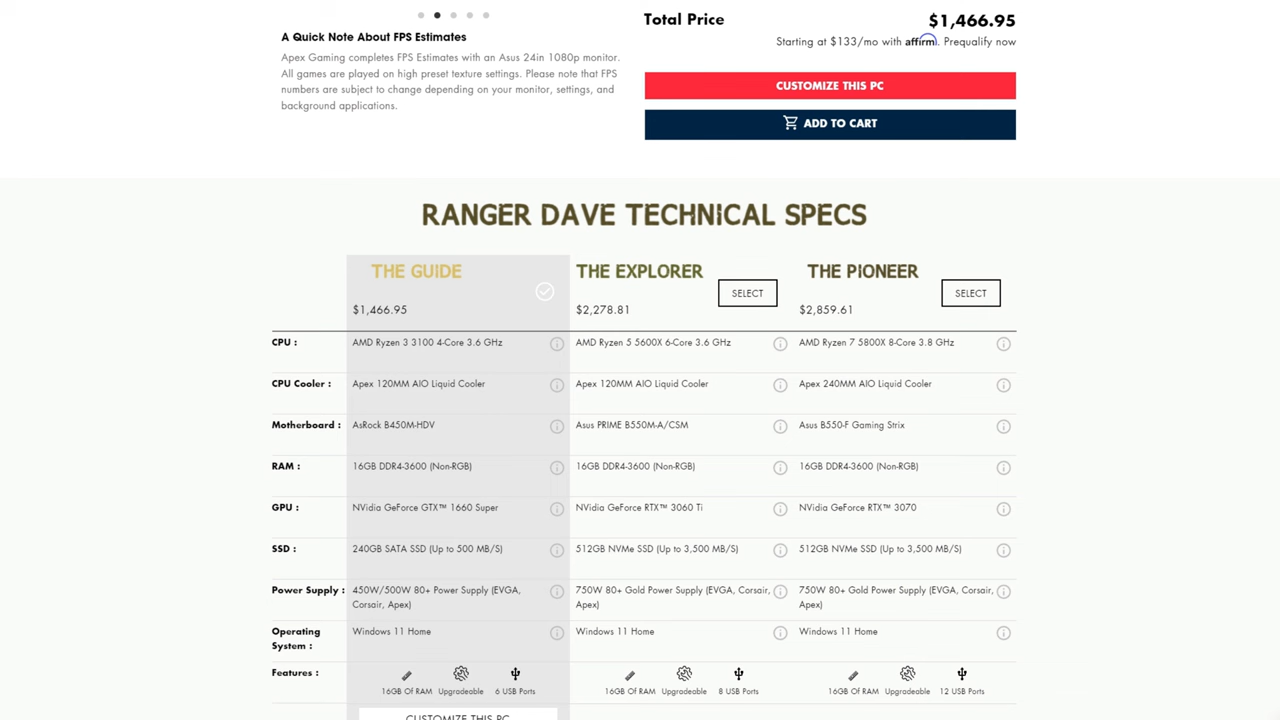 Total Price
$1,466.95
A Quick Note About FPS Estimates
Starting at $133/mo with affirm. Prequalify now
Apex Gaming completes FPS Estimates with an Asus 24in 1080p monitor.
All games are played on high preset texture settings. Please note that FPS
numbers are subject to change depending on your monitor, settings, and
background applications.
CUSTOMIZE THIS PC
ADD TO CART
RANGER DAVE TECHNICAL SPECS
THE GUIDE
$1,466.95
THE EXPLORER
$2,278.81
SELECT
THE PIONEER
$2,859.61
SELECT
CPU :
AMD Ryzen 3 3100 4-Core 3.6 GHz
AMD Ryzen 5 5600X 6-Core 3.6 GHz
AMD Ryzen 7 5800X 8-Core 3.8 GHz
CPU Cooler :
Apex 120MM AIO Liquid Cooler
Apex 120MM AIO Liquid Cooler
Apex 240MM AIO Liquid Cooler
Motherboard :
AsRock B450M-HDV
Asus PRIME B550M-A/CSM
Asus B550-F Gaming Strix
RAM :
16GB DDR4-3600 (Non-RGB)
16GB DDR4-3600 (Non-RGB)
16GB DDR4-3600 (Non-RGB)
GPU :
NVidia GeForce GTX™ 1660 Super
NVidia GeForce RTX™ 3060 Ti
NVidia GeForce RTX™ 3070
SSD :
240GB SATA SSD (Up to 500 MB/S)
512GB NVMe SSD (Up to 3,500 MB/S)
512GB NVMe SSD (Up to 3,500 MB/S)
Power Supply :
450W/500W 80+ Power Supply (EVGA,
Corsair, Apex)
750W 80+ Gold Power Supply (EVGA, Corsair,
Apex)
750W 80+ Gold Power Supply (EVGA, Corsair,
Apex)
Operating
System :
Windows 11 Home
Windows 11 Home
Windows 11 Home
Features :
16GB Of RAM
Upgradeable
6 USB Ports
16GB Of RAM
Upgradeable
8 USB Ports
16GB Of RAM
Upgradeable
12 USB Ports
CUSTOMIZE THIS PC